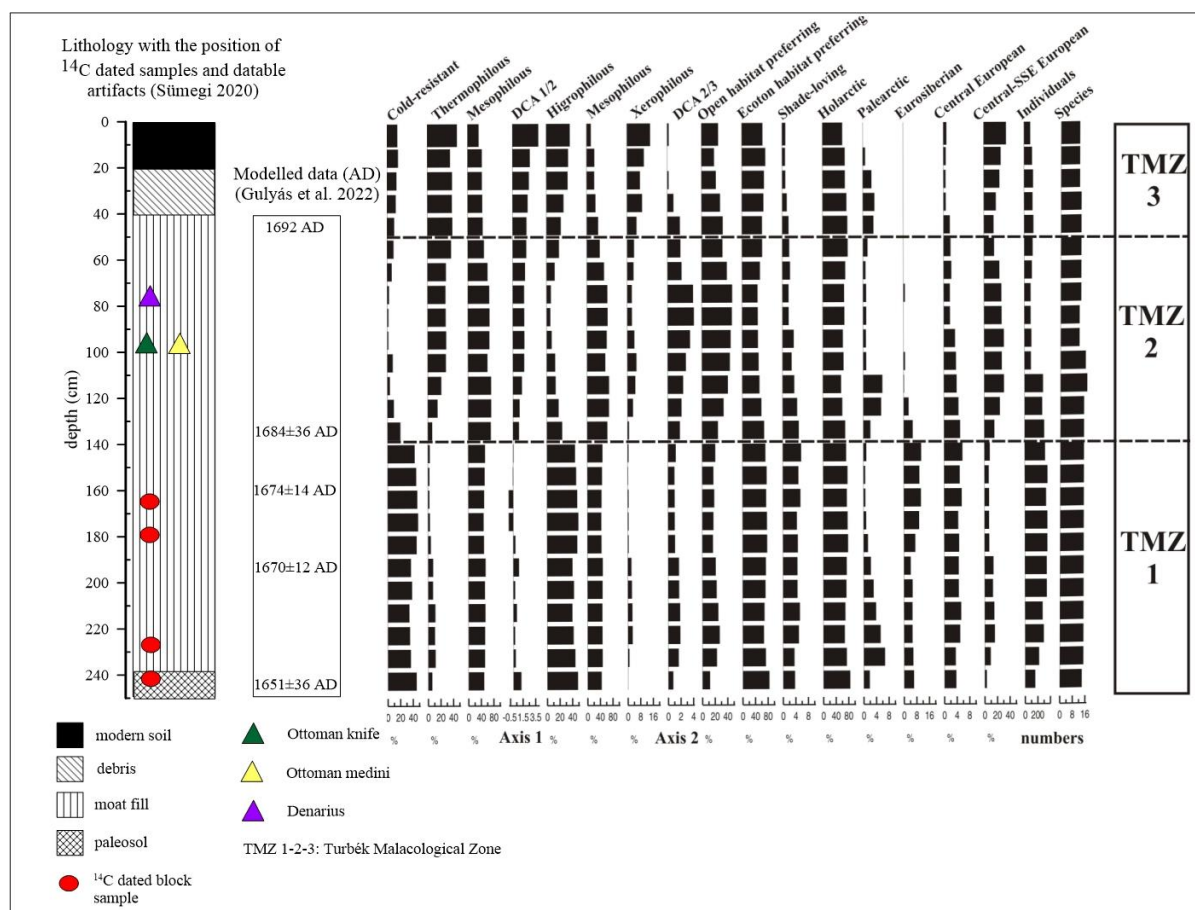 Lithology with the position of
14C dated samples and datable
artifacts (Sümegi 2020)
Cold-resistant
Thermophilous
Mesophilous
DCA 1/2
Higrophilous
Mesophilous
Xerophilous
DCA 2/3
Open habitat preferring
Ecoton habitat preferring
Shade-loving
Holarctic
Palearctic
Eurosiberian
Central European
Central-SSE European
Individuals
Species
Modelled data (AD)
(Gulyás et al. 2022)
depth (cm)
0
20
40
60
80
100
120
140
160
180
200
220
240
1692 AD
1684±36 AD
1674±14 AD
1670±12 AD
1651±36 AD
TMZ
3
TMZ
2
TMZ
1
0 20 40 0 20 40 60 0 40 80 -0.5 1.5 3.5 0 20 40 0 40 80 0 8 16 0 2 4 0 20 40 0 40 80 0 4 8 0 40 80 0 4 8 0 8 16 0 4 8 0 20 40 0 200 0 8 16
% % % Axis 1 % % % Axis 2 % % % % % % % % numbers
modern soil
debris
moat fill
paleosol
14C dated block
sample
Ottoman knife
Ottoman medini
Denarius
TMZ 1-2-3: Turbék Malacological Zone